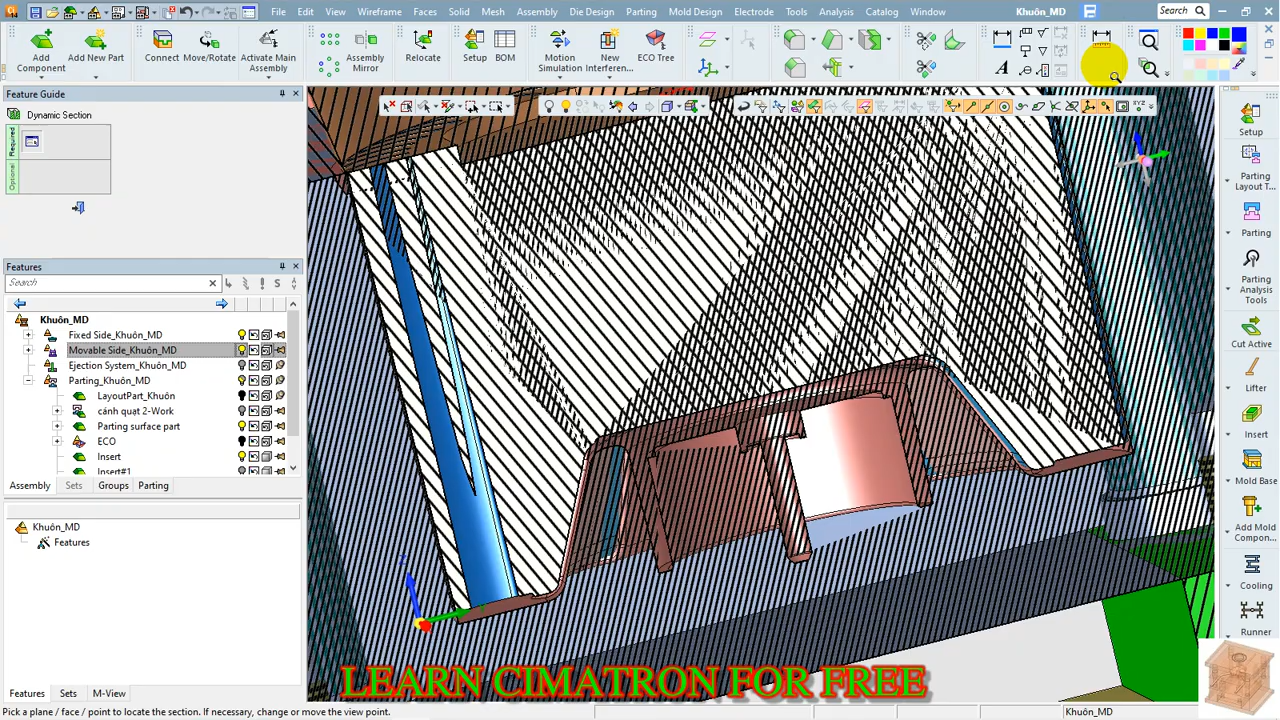 File Edit View Wireframe Faces Solid Mesh Assembly Die Design Parting Mold Design Electrode Tools Analysis Catalog Window Khuôn_MD Search
Add Component
Add New Part
Connect
Move/Rotate
Activate Main Assembly
Assembly Mirror
Relocate
Setup
BOM
Motion Simulation
New Interferen...
ECO Tree
Feature Guide
Dynamic Section
Required
Optional
Features
Search
Khuôn_MD
Fixed Side_Khuôn_MD
Movable Side_Khuôn_MD
Ejection System_Khuôn_MD
Parting_Khuôn_MD
LayoutPart_Khuôn
cánh quat 2-Work
Parting surface part
ECO
Insert
Insert#1
Assembly Sets Groups Parting
Khuôn_MD
Features
Features Sets M-View
XYZ
Z
Setup
Parting Layout T...
Parting
Parting Analysis Tools
Cut Active
Lifter
Insert
Mold Base
Add Mold Compon...
Cooling
Runner
LEARN CIMATRON FOR FREE
Pick a plane / face / point to locate the section. If necessary, change or move the view point.
Khuôn_MD